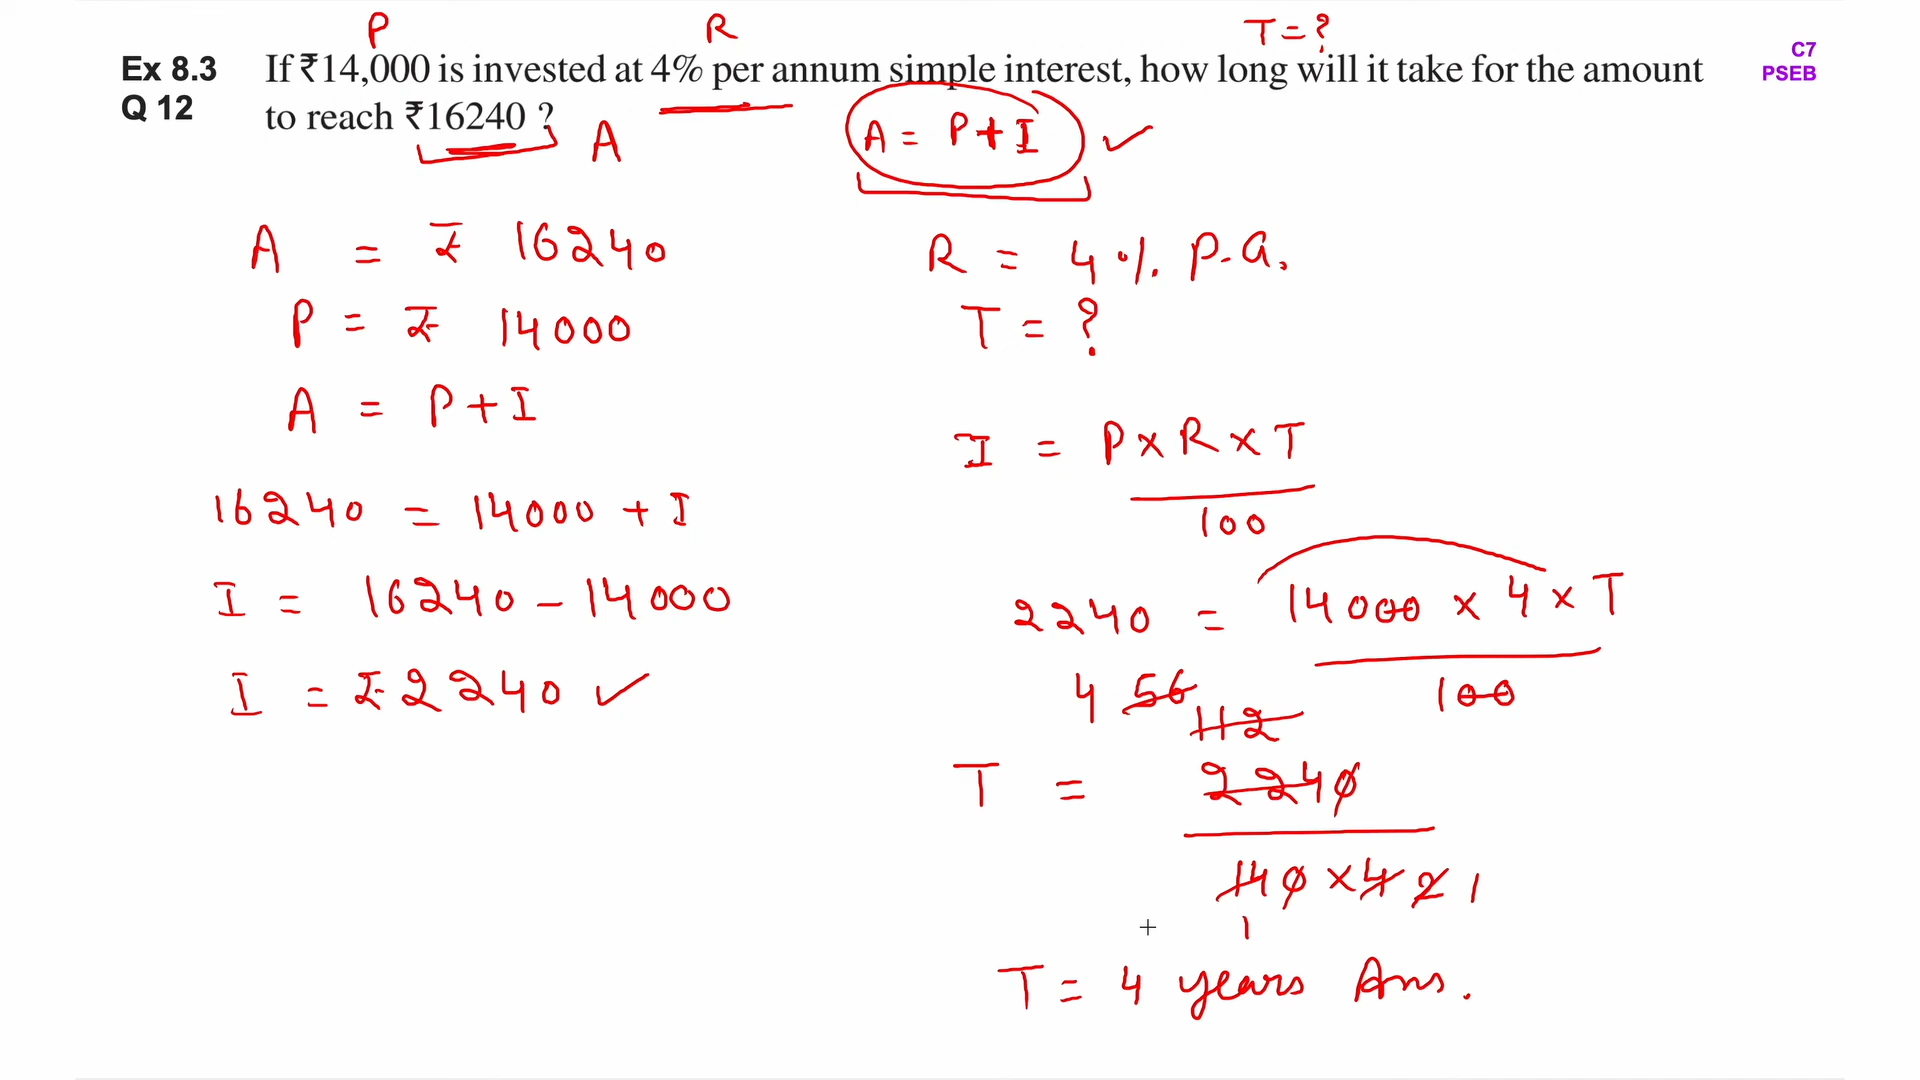 P R T = ?
Ex 8.3 If ₹14,000 is invested at 4% per annum simple interest, how long will it take for the amount C7 PSEB
Q 12 to reach ₹16240 ? A A = P+I ✓
A = ₹ 16240
P = ₹ 14000
A = P+I
16240 = 14000 + I
I = 16240 - 14000
I = ₹ 2240 ✓
R = 4 % P.a.
T = ?
I = P x R x T
100
2240 = 14000 x 4 x T
100
4 56 112
T = 2240
140 x 4 2 1
1
T = 4 years Ans.